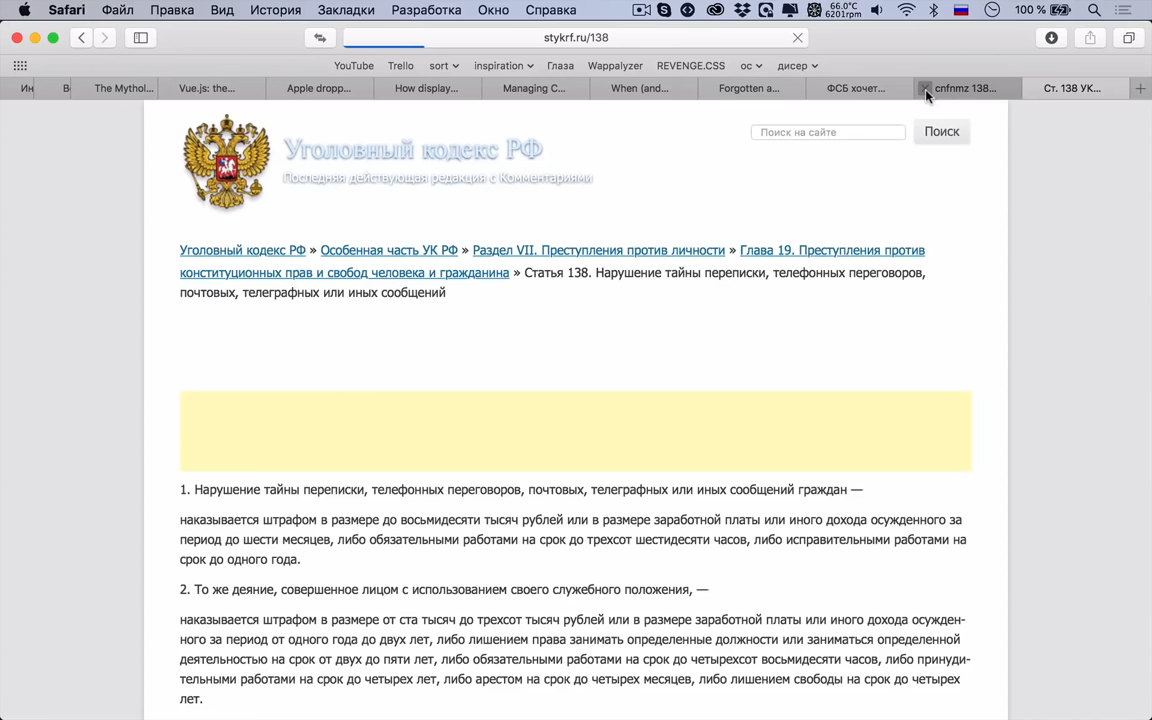 Safari Файл Правка Вид История Закладки Разработка Окно Справка 66.0°C 6201rpm 100 %
stykrf.ru/138
YouTube Trello sort inspiration Глаза Wappalyzer REVENGE.CSS ос дисер
Ин Вс The Mythol... Vue.js: the... Apple dropp... How display... Managing C... When (and... Forgotten a... ФСБ хочет... cnfnmz 138... Ст. 138 УК...
Уголовный кодекс РФ
Последняя действующая редакция с Комментариями
Поиск на сайте Поиск
Уголовный кодекс РФ » Особенная часть УК РФ » Раздел VII. Преступления против личности » Глава 19. Преступления против
конституционных прав и свобод человека и гражданина » Статья 138. Нарушение тайны переписки, телефонных переговоров,
почтовых, телеграфных или иных сообщений
1. Нарушение тайны переписки, телефонных переговоров, почтовых, телеграфных или иных сообщений граждан —
наказывается штрафом в размере до восьмидесяти тысяч рублей или в размере заработной платы или иного дохода осужденного за
период до шести месяцев, либо обязательными работами на срок до трехсот шестидесяти часов, либо исправительными работами на
срок до одного года.
2. То же деяние, совершенное лицом с использованием своего служебного положения, —
наказывается штрафом в размере от ста тысяч до трехсот тысяч рублей или в размере заработной платы или иного дохода осужден-
ного за период от одного года до двух лет, либо лишением права занимать определенные должности или заниматься определенной
деятельностью на срок от двух до пяти лет, либо обязательными работами на срок до четырехсот восьмидесяти часов, либо принуди-
тельными работами на срок до четырех лет, либо арестом на срок до четырех месяцев, либо лишением свободы на срок до четырех
лет.